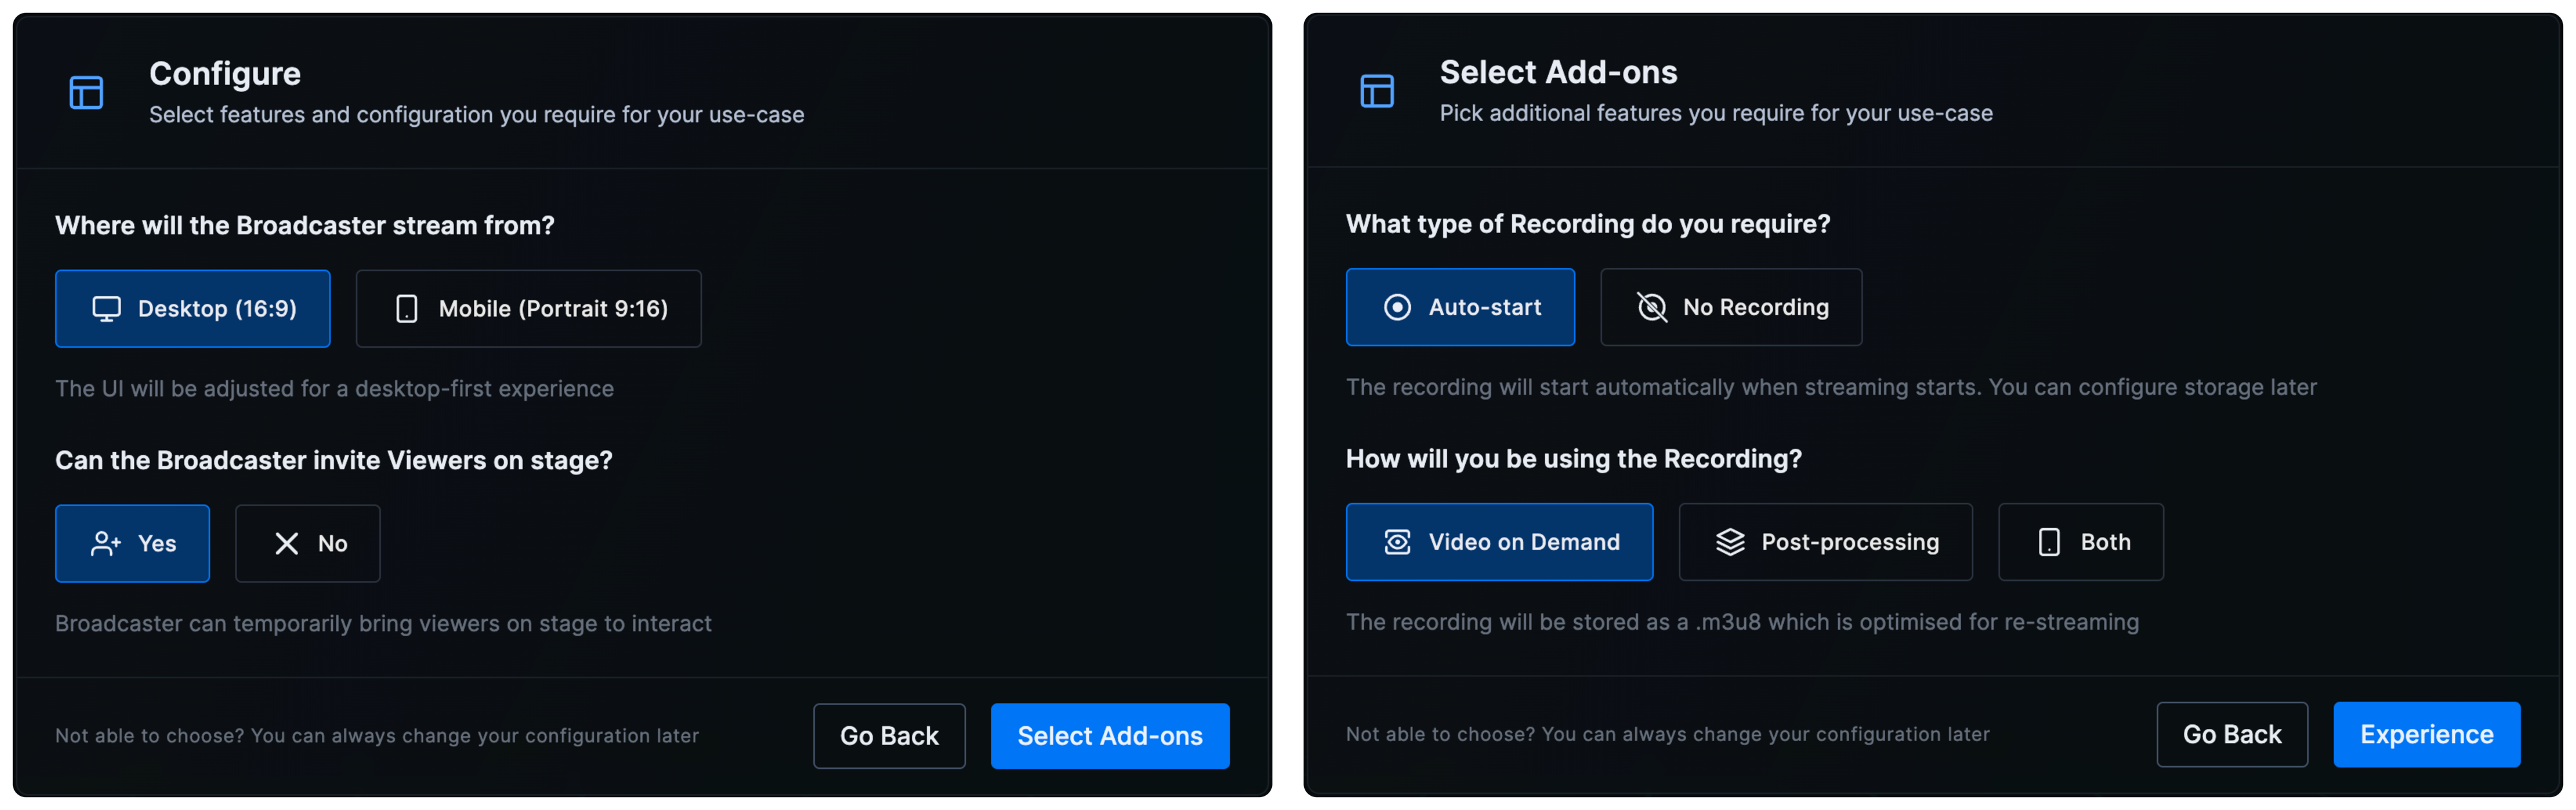 Configure
Select features and configuration you require for your use-case
Where will the Broadcaster stream from?
Desktop (16:9)
Mobile (Portrait 9:16)
The UI will be adjusted for a desktop-first experience
Can the Broadcaster invite Viewers on stage?
Yes
No
Broadcaster can temporarily bring viewers on stage to interact
Not able to choose? You can always change your configuration later
Go Back
Select Add-ons
Select Add-ons
Pick additional features you require for your use-case
What type of Recording do you require?
Auto-start
No Recording
The recording will start automatically when streaming starts. You can configure storage later
How will you be using the Recording?
Video on Demand
Post-processing
Both
The recording will be stored as a .m3u8 which is optimised for re-streaming
Not able to choose? You can always change your configuration later
Go Back
Experience